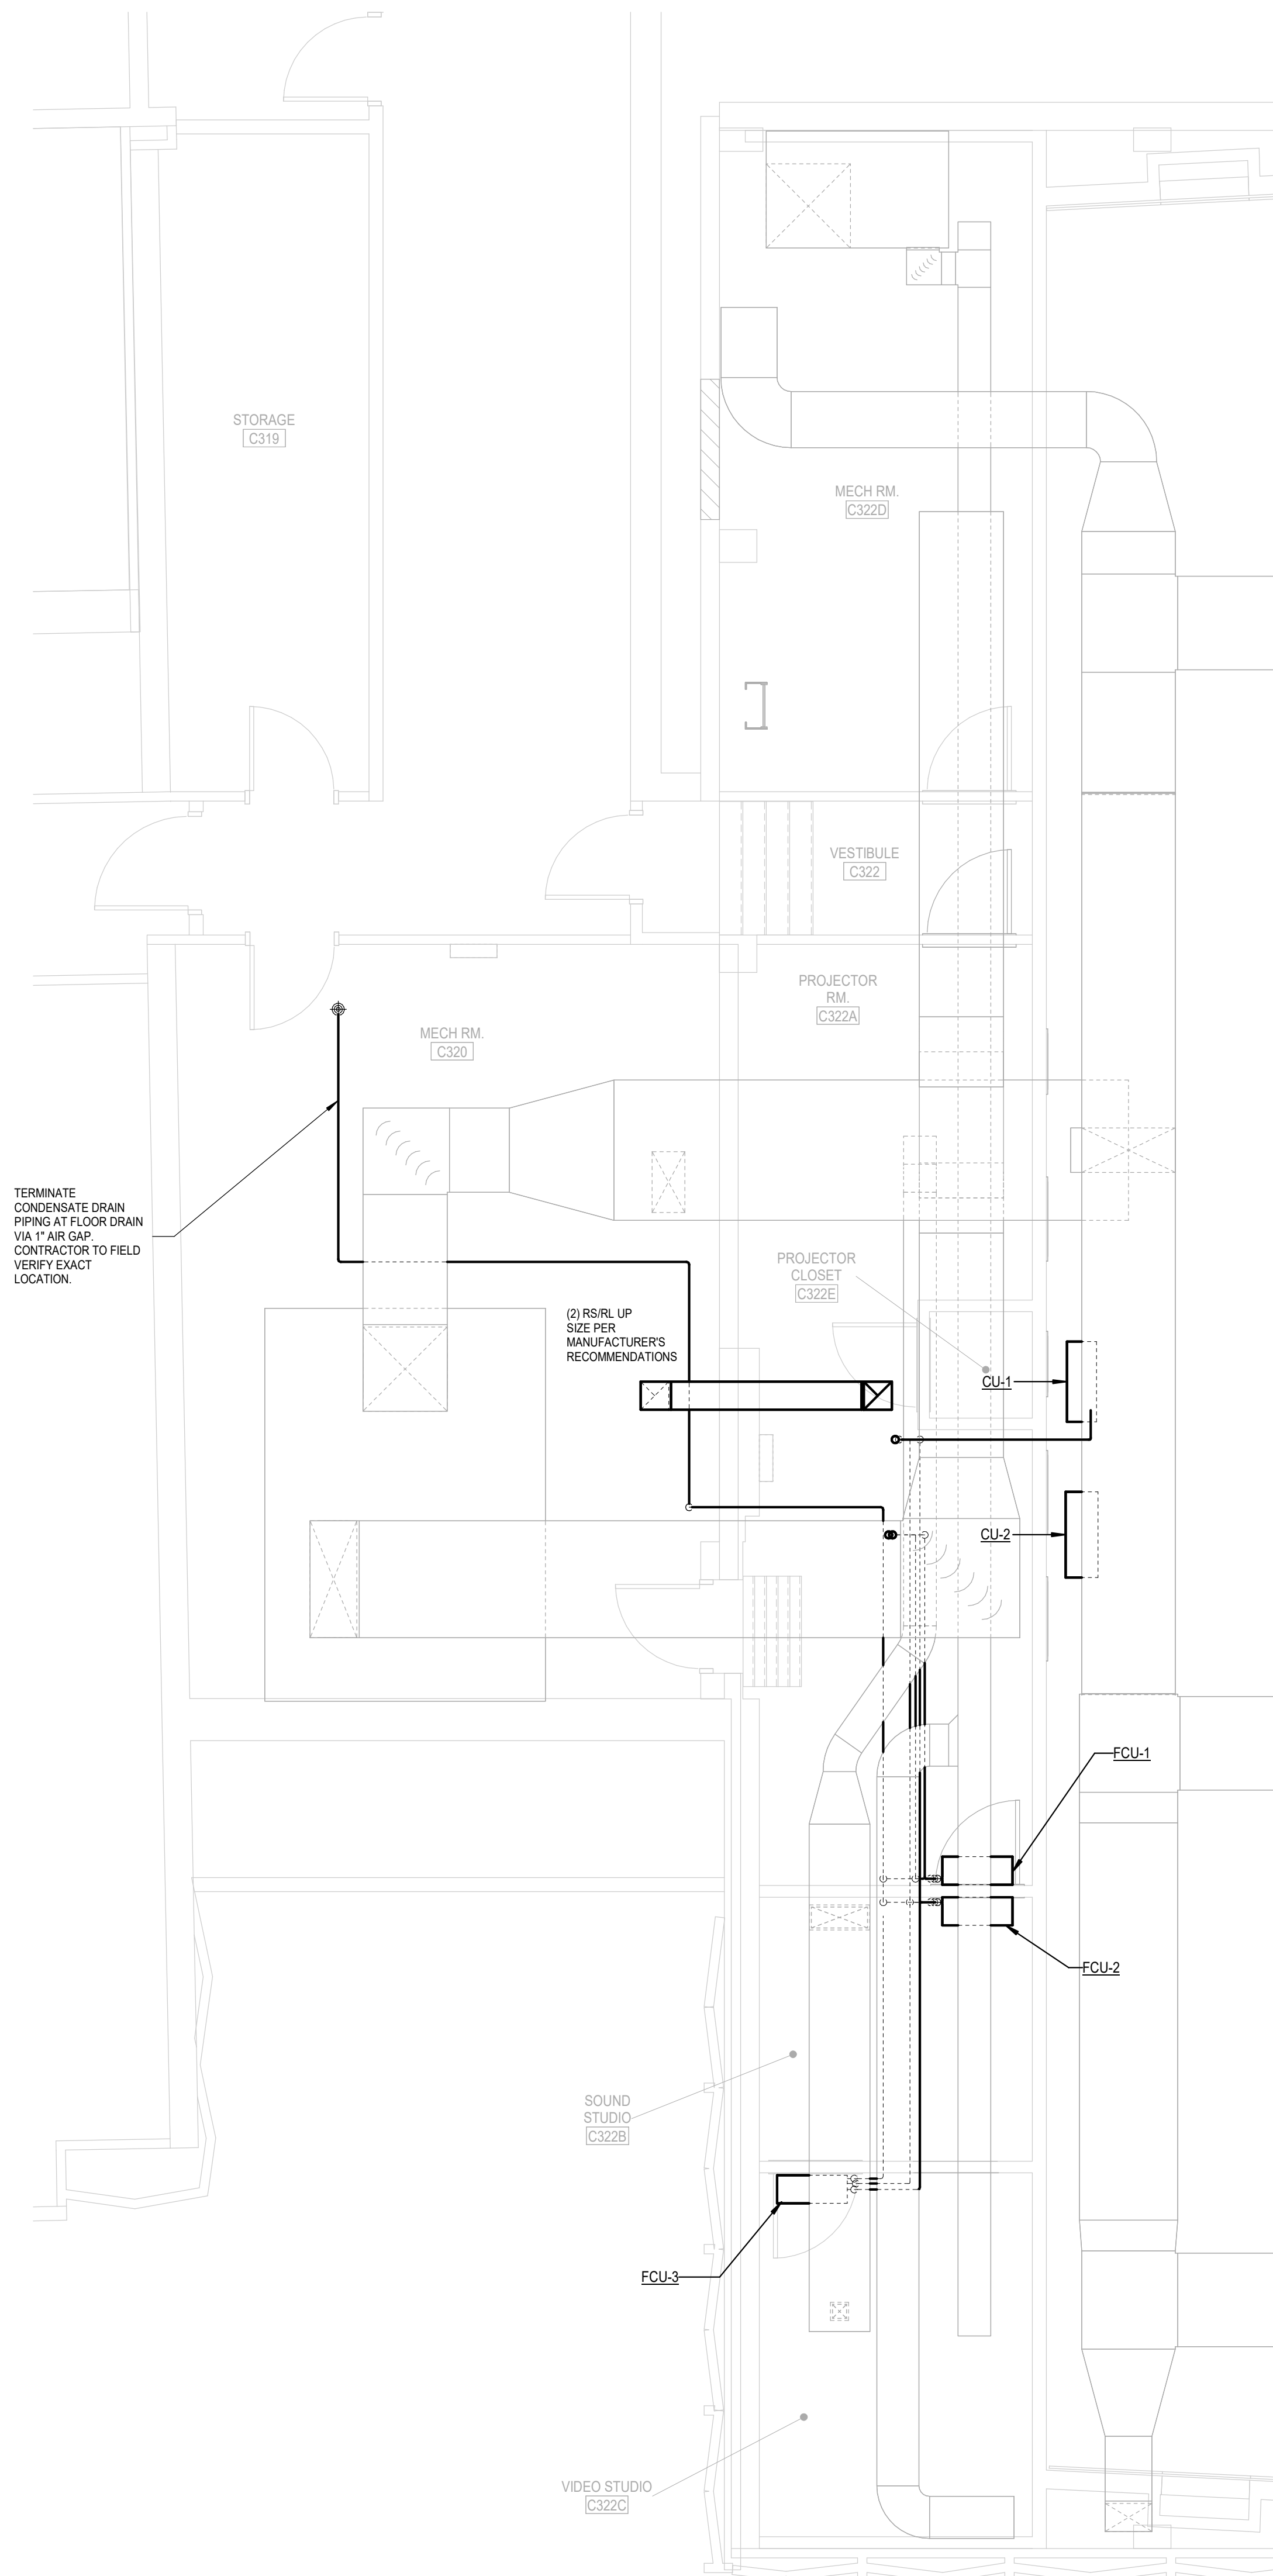 STORAGE
C319
MECH RM.
C322D
VESTIBULE
C322
PROJECTOR
RM.
C322A
MECH RM.
C320
TERMINATE
CONDENSATE DRAIN
PIPING AT FLOOR DRAIN
VIA 1" AIR GAP.
CONTRACTOR TO FIELD
VERIFY EXACT
LOCATION.
PROJECTOR
CLOSET
C322E
(2) RS/RL UP
SIZE PER
MANUFACTURER'S
RECOMMENDATIONS
CU-1
CU-2
FCU-1
FCU-2
SOUND
STUDIO
C322B
FCU-3
VIDEO STUDIO
C322C